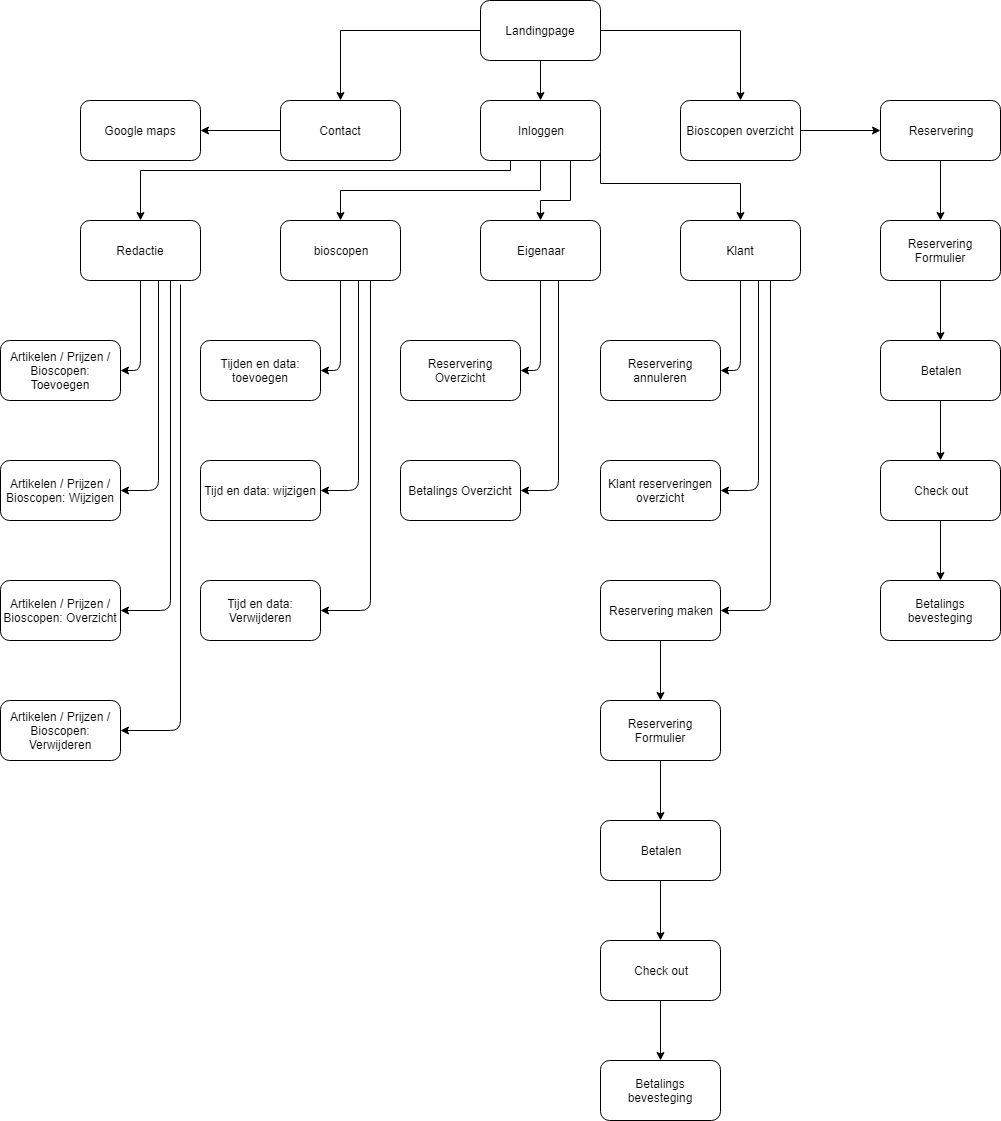 Landingpage
Google maps
Contact
Inloggen
Bioscopen overzicht
Reservering
Redactie
bioscopen
Eigenaar
Klant
Reservering
Formulier
Artikelen / Prijzen /
Bioscopen:
Toevoegen
Tijden en data:
toevoegen
Reservering
Overzicht
Reservering
annuleren
Betalen
Artikelen / Prijzen /
Bioscopen: Wijzigen
Tijd en data: wijzigen
Betalings Overzicht
Klant reserveringen
overzicht
Check out
Artikelen / Prijzen /
Bioscopen: Overzicht
Tijd en data:
Verwijderen
Reservering maken
Betalings
bevesteging
Artikelen / Prijzen /
Bioscopen:
Verwijderen
Reservering
Formulier
Betalen
Check out
Betalings
bevesteging